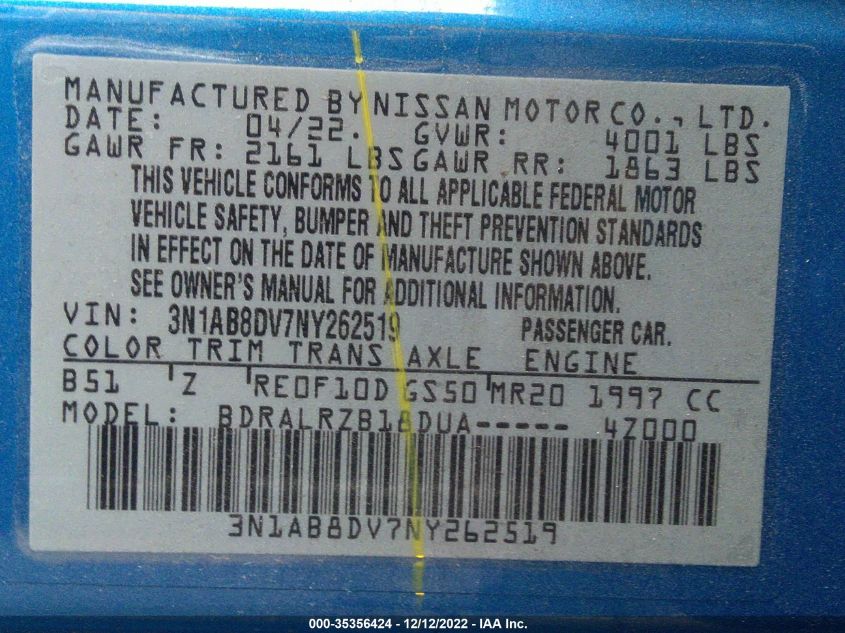 MANUFACTURED BY NISSAN MOTOR CO., LTD.
DATE: 04/22. GVWR: 4001 LBS
GAWR FR: 2161 LBS GAWR RR: 1863 LBS
THIS VEHICLE CONFORMS TO ALL APPLICABLE FEDERAL MOTOR
VEHICLE SAFETY, BUMPER AND THEFT PREVENTION STANDARDS
IN EFFECT ON THE DATE OF MANUFACTURE SHOWN ABOVE.
SEE OWNER'S MANUAL FOR ADDITIONAL INFORMATION.
VIN: 3N1AB8DV7NY262519 PASSENGER CAR.
COLOR TRIM TRANS AXLE ENGINE
B51 Z RE0F10D GS50 MR20 1997 CC
MODEL: BDRALRZB18DUA----- 4Z000
3N1AB8DV7NY262519
000-35356424 - 12/12/2022 - IAA Inc.